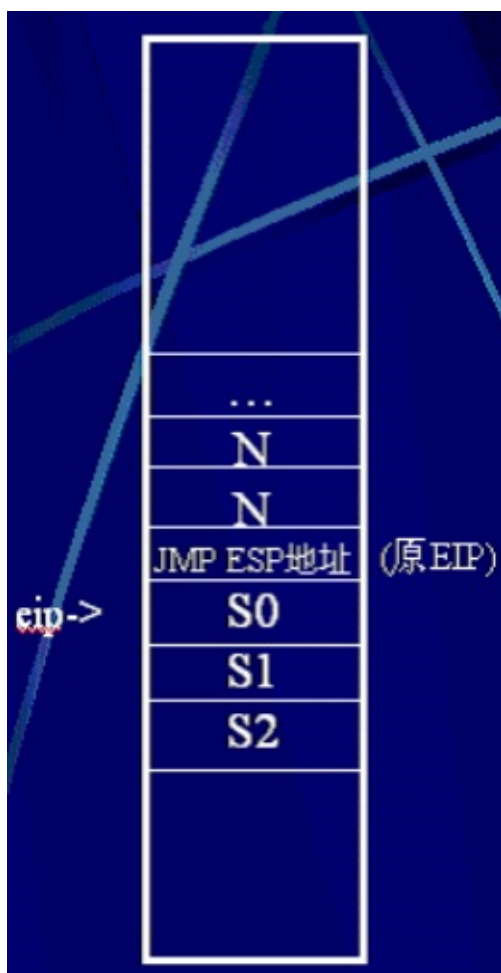 ...
N
N
JMP ESP地址 (原EIP)
eip-> S0
S1
S2